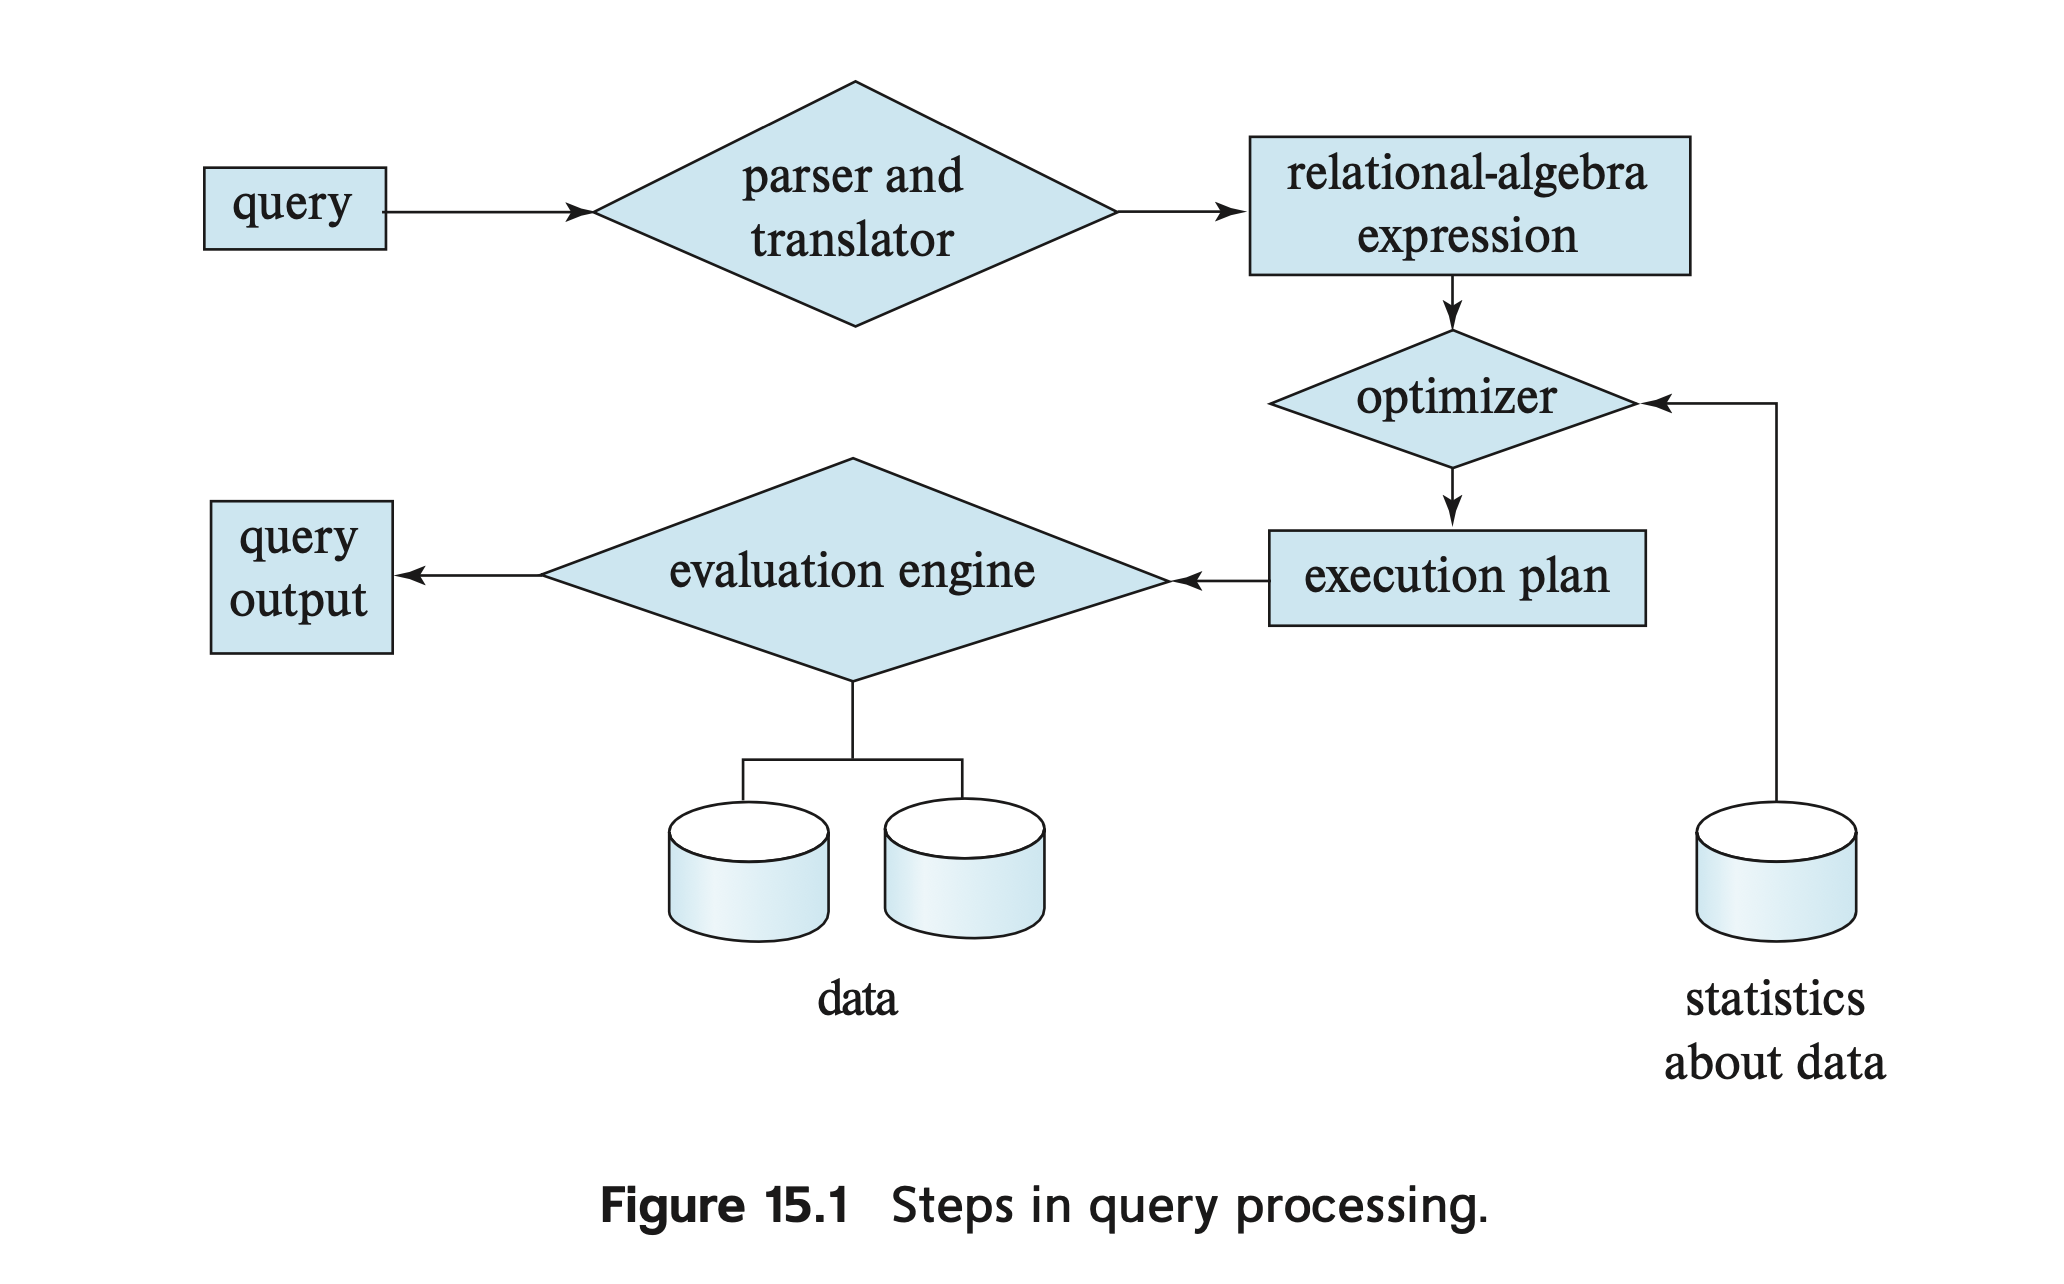 query
parser and
translator
relational-algebra
expression
optimizer
query
output
evaluation engine
execution plan
data
statistics
about data
Figure 15.1 Steps in query processing.